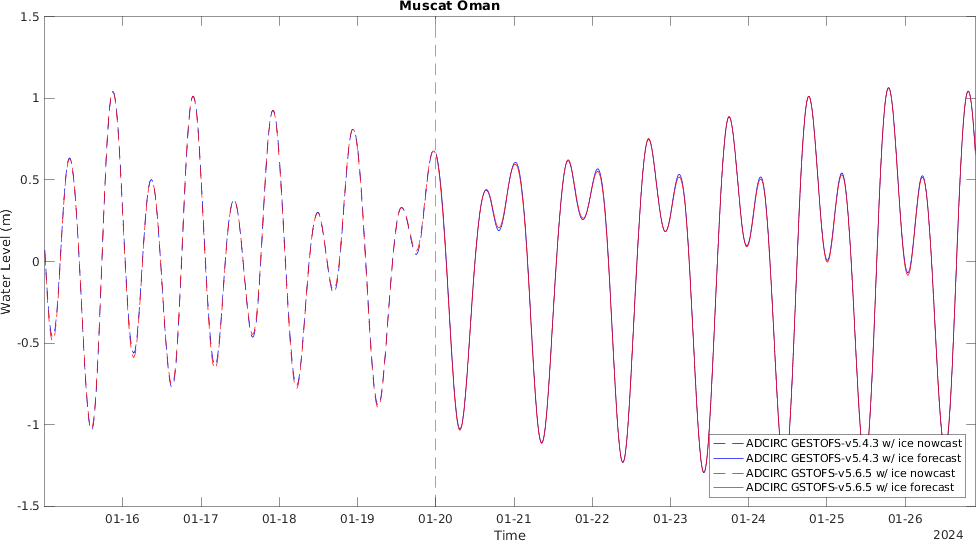 Muscat Oman
1.5
1
0.5
0
-0.5
-1
-1.5
Water Level (m)
01-16 01-17 01-18 01-19 01-20 01-21 01-22 01-23 01-24 01-25 01-26
Time
2024
ADCIRC GESTOFS-v5.4.3 w/ ice nowcast
ADCIRC GESTOFS-v5.4.3 w/ ice forecast
ADCIRC GSTOFS-v5.6.5 w/ ice nowcast
ADCIRC GSTOFS-v5.6.5 w/ ice forecast